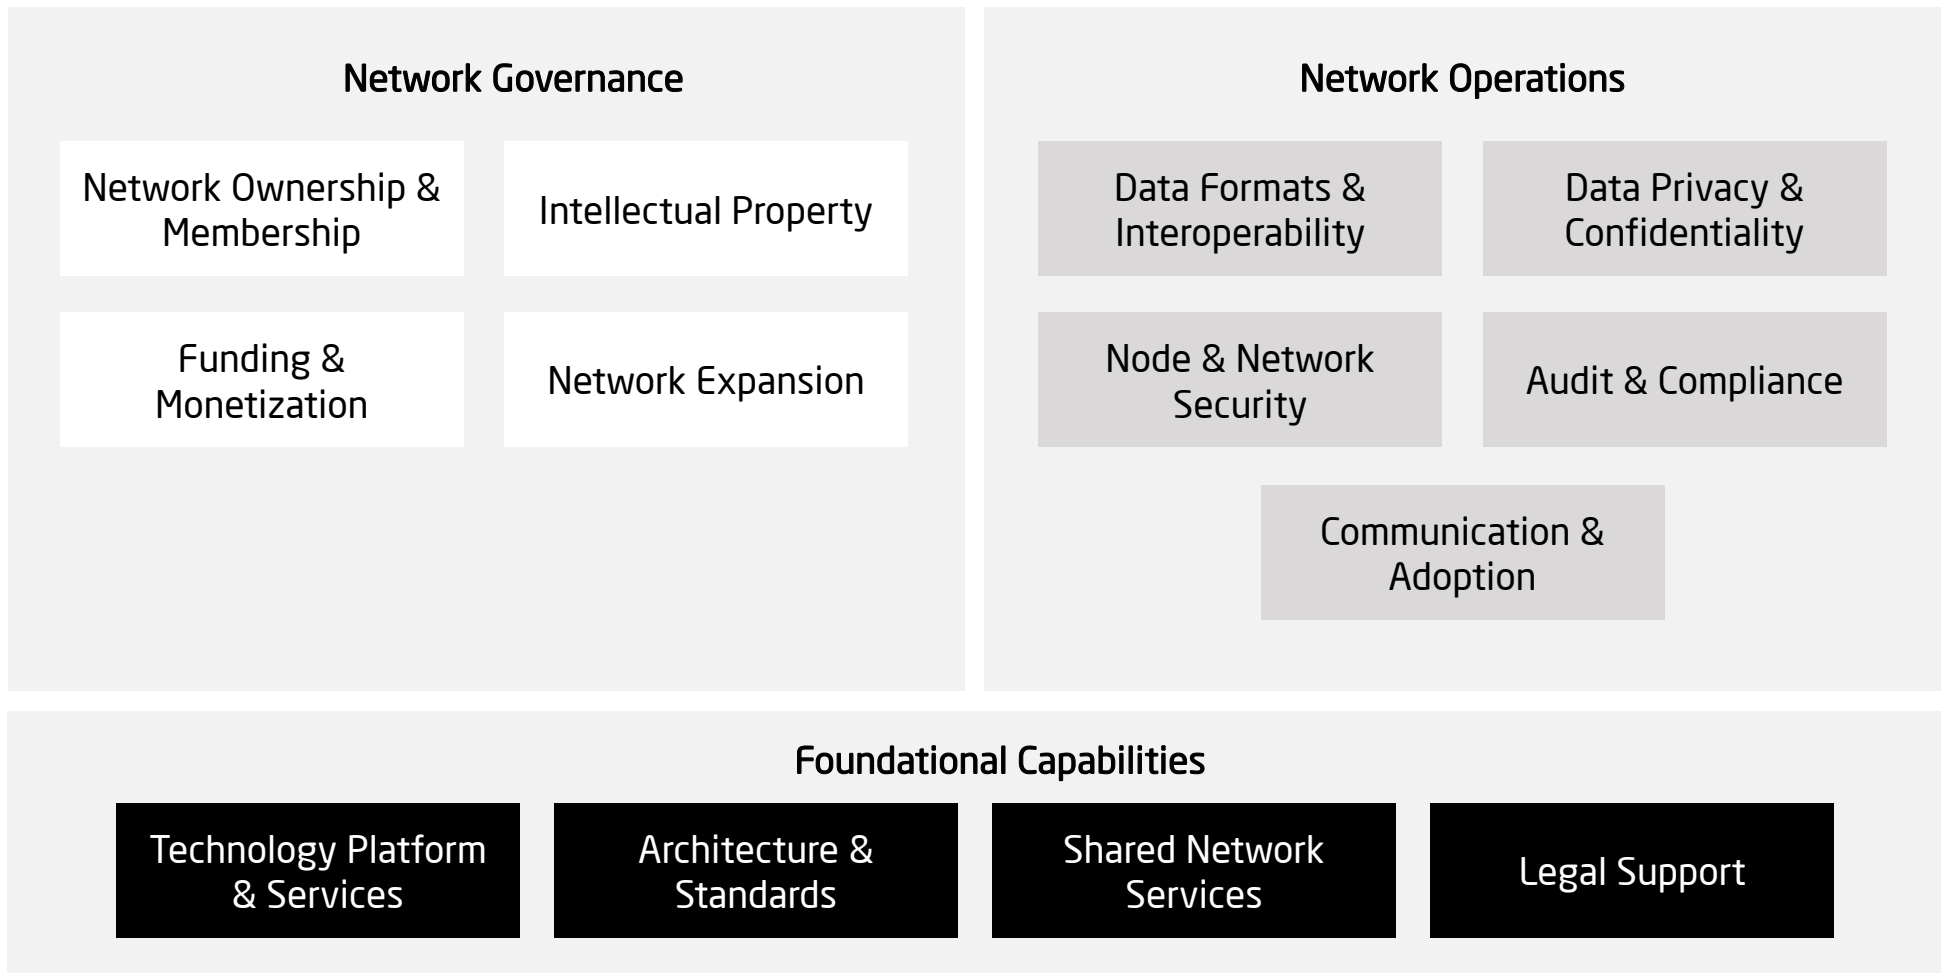 Network Governance
Network Ownership &
Membership
Intellectual Property
Funding &
Monetization
Network Expansion
Network Operations
Data Formats &
Interoperability
Data Privacy &
Confidentiality
Node & Network
Security
Audit & Compliance
Communication &
Adoption
Foundational Capabilities
Technology Platform
& Services
Architecture &
Standards
Shared Network
Services
Legal Support